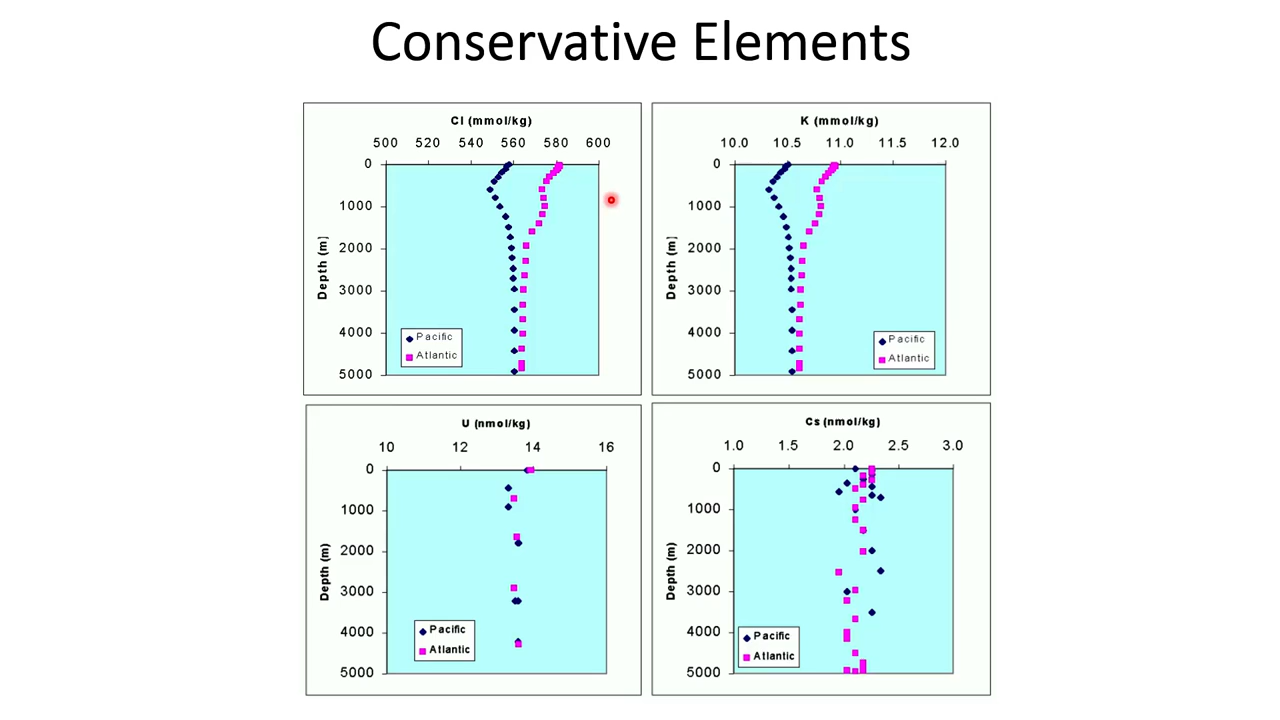 Conservative Elements
Cl (mmol/kg)
500 520 540 560 580 600
0
1000
2000
3000
4000
5000
Depth (m)
Pacific
Atlantic
K (mmol/kg)
10.0 10.5 11.0 11.5 12.0
0
1000
2000
3000
4000
5000
Depth (m)
Pacific
Atlantic
U (nmol/kg)
10 12 14 16
0
1000
2000
3000
4000
5000
Depth (m)
Pacific
Atlantic
Cs (nmol/kg)
1.0 1.5 2.0 2.5 3.0
0
1000
2000
3000
4000
5000
Depth (m)
Pacific
Atlantic